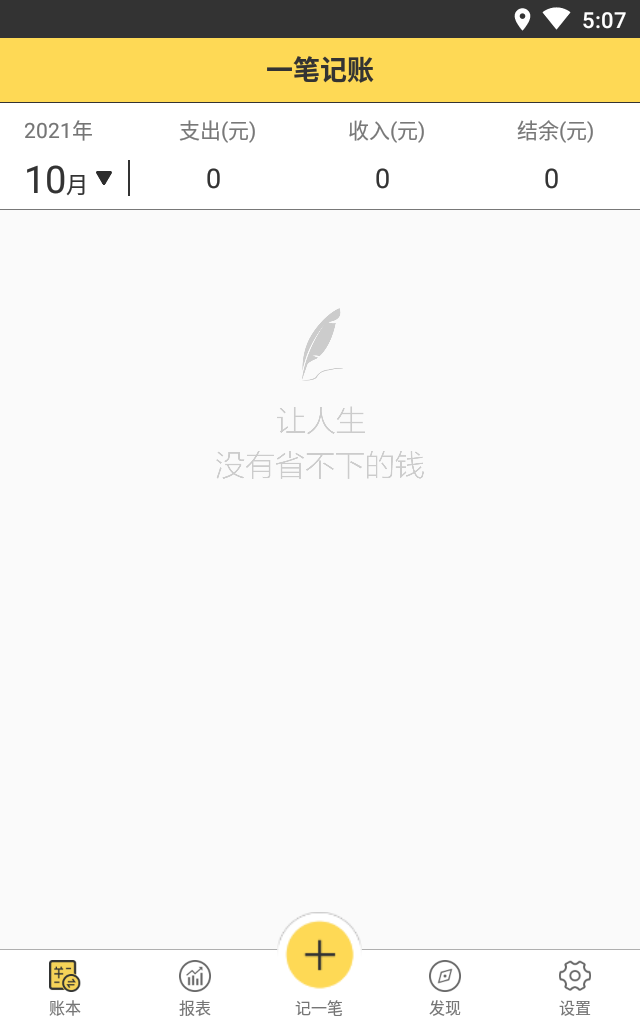 5:07
一笔记账
2021年 支出(元) 收入(元) 结余(元)
10月 0 0 0
让人生
没有省不下的钱
账本 报表 记一笔 发现 设置